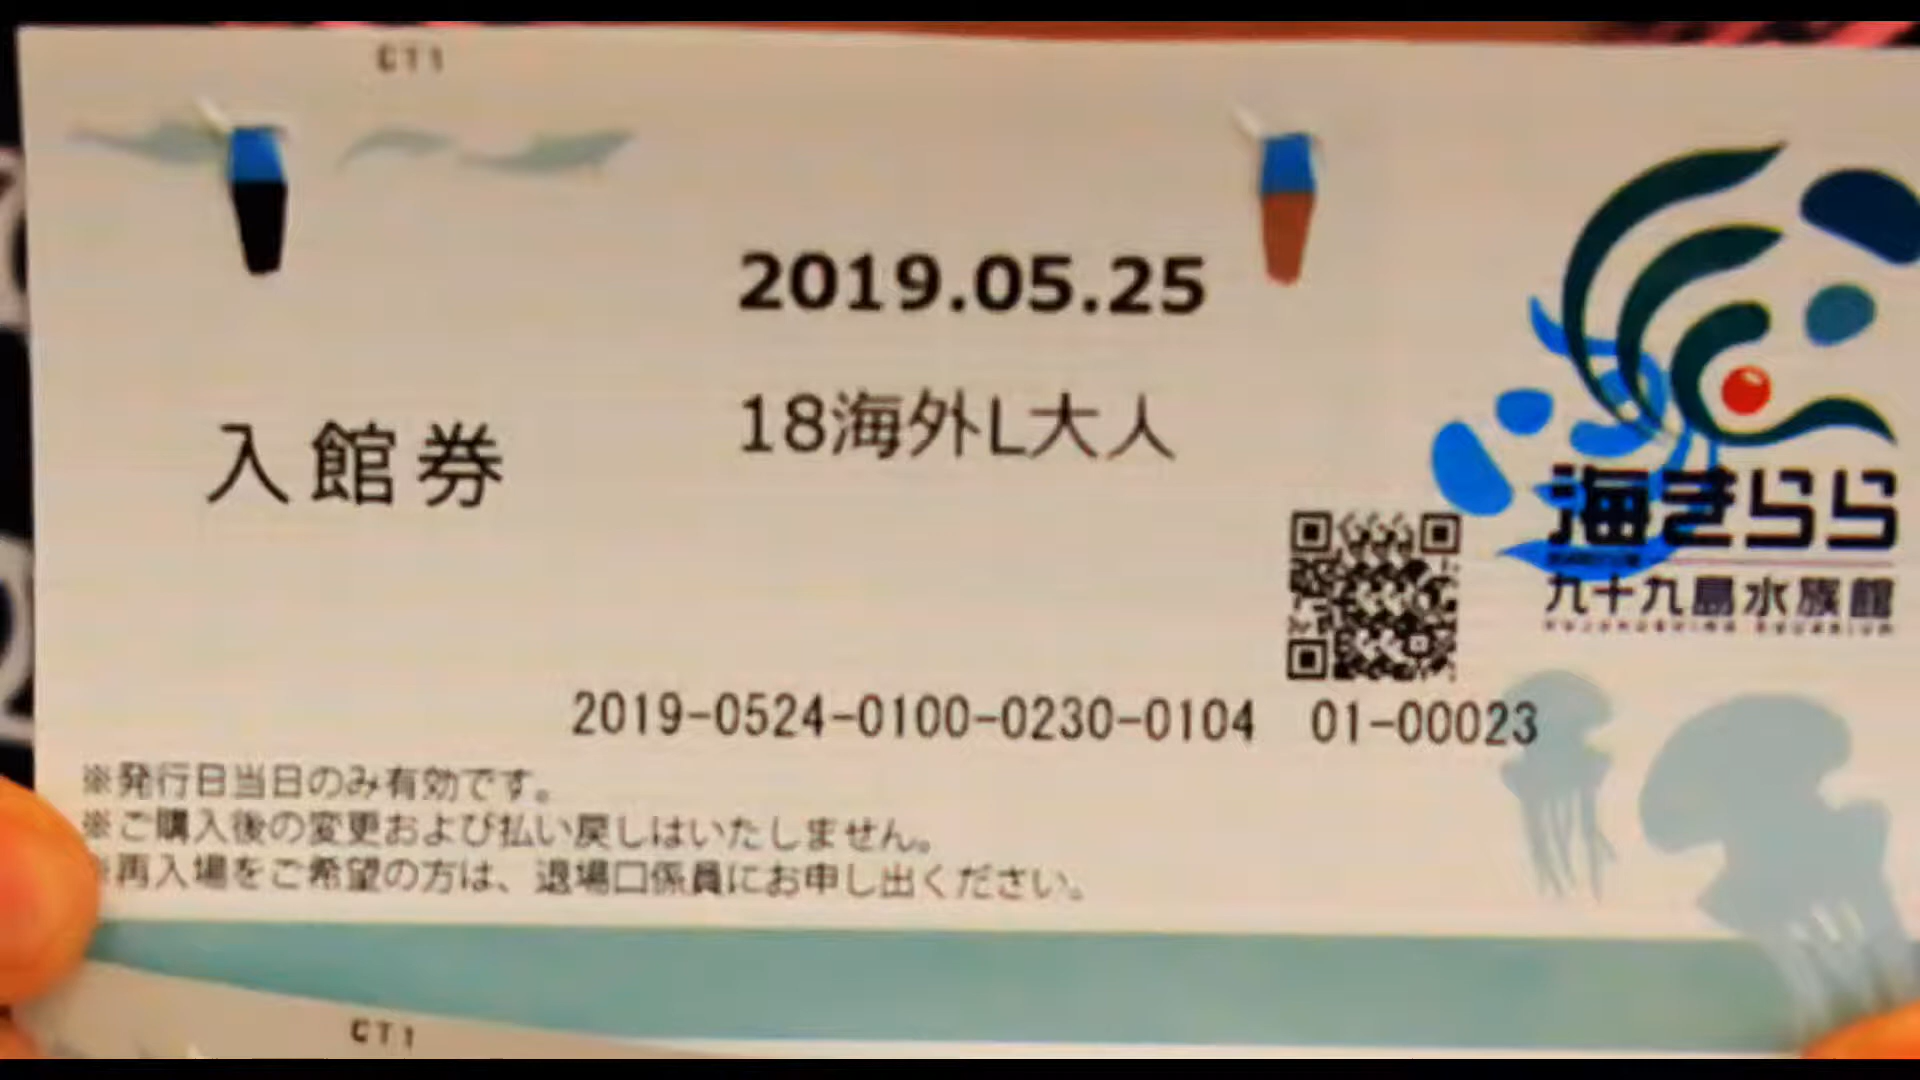 CT1
2019.05.25
18海外L大人
入館券
海きらら
九十九島水族館
2019-0524-0100-0230-0104 01-00023
※発行日当日のみ有効です。
※ご購入後の変更および払い戻しはいたしません。
※再入場をご希望の方は、退場口係員にお申し出ください。
CT1